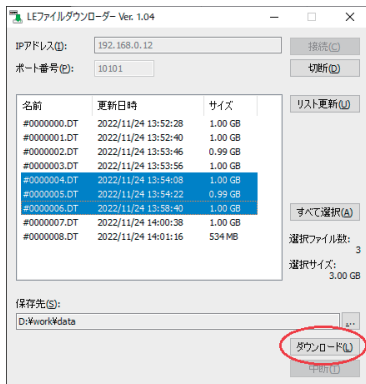 LEファイルダウンローダー Ver. 1.04
IPアドレス(I): 192.168.0.12 接続(C)
ポート番号(P): 10101 切断(D)
名前 更新日時 サイズ リスト更新(U)
#0000000.DT 2022/11/24 13:52:28 1.00 GB
#0000001.DT 2022/11/24 13:52:40 1.00 GB
#0000002.DT 2022/11/24 13:53:46 0.99 GB
#0000003.DT 2022/11/24 13:53:56 1.00 GB
#0000004.DT 2022/11/24 13:54:08 1.00 GB
#0000005.DT 2022/11/24 13:54:22 0.99 GB
#0000006.DT 2022/11/24 13:58:40 1.00 GB
#0000007.DT 2022/11/24 14:00:38 1.00 GB
#0000008.DT 2022/11/24 14:01:16 534 MB
すべて選択(A)
選択ファイル数:
3
選択サイズ:
3.00 GB
保存先(S):
D:¥work¥data ...
ダウンロード(L)
中断(T)